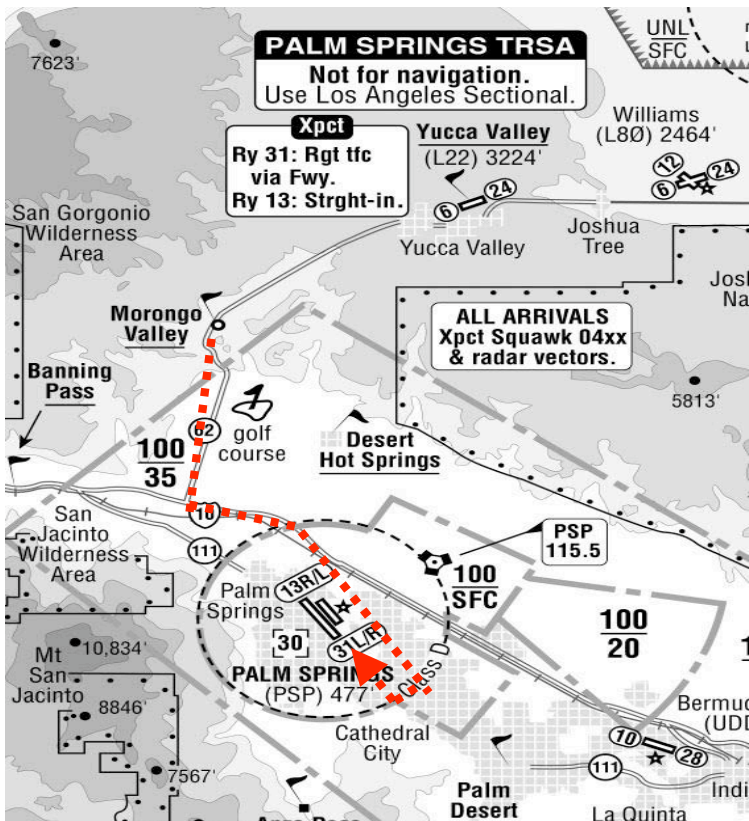 PALM SPRINGS TRSA
Not for navigation.
Use Los Angeles Sectional.
UNL
SFC
7623'
Xpct
Ry 31: Rgt tfc
via Fwy.
Ry 13: Strght-in.
Yucca Valley
(L22) 3224'
6
24
Yucca Valley
Williams
(L8Ø) 2464'
12
6
24
Joshua
Tree
San Gorgonio
Wilderness
Area
Morongo
Valley
ALL ARRIVALS
Xpct Squawk 04xx
& radar vectors.
Josh
Na
5813'
Banning
Pass
62
golf
course
100
35
Desert
Hot Springs
10
San
Jacinto
Wilderness
Area
111
PSP
115.5
100
SFC
100
20
Palm
Springs
13R/L
31L/R
30
PALM SPRINGS
(PSP) 477'
Class D
10,834'
Mt
San
Jacinto
8846'
7567'
Cathedral
City
Bermud
(UDD
10
28
111
Palm
Desert
Indi
La Quinta